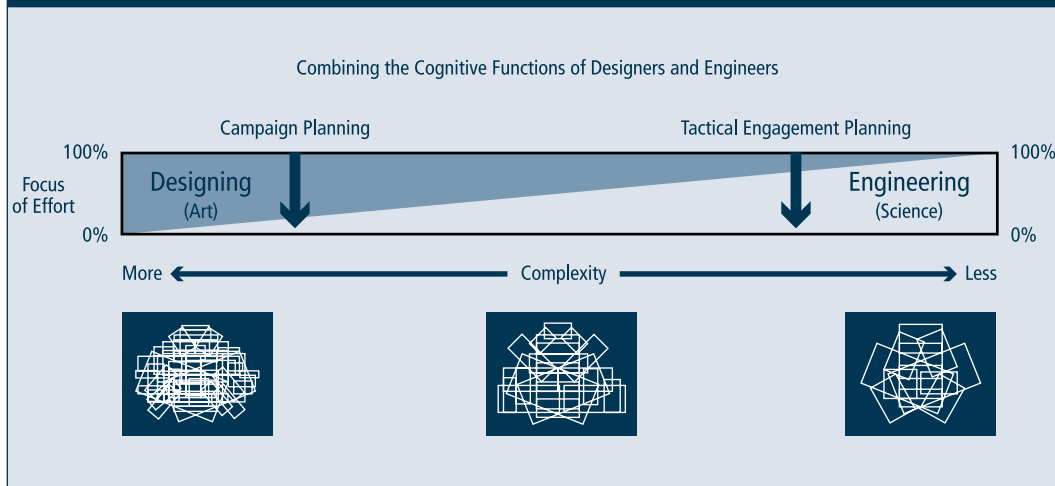 Combining the Cognitive Functions of Designers and Engineers
Campaign Planning
Tactical Engagement Planning
100%
100%
Focus
of Effort
Designing
(Art)
Engineering
(Science)
0%
0%
More
Complexity
Less